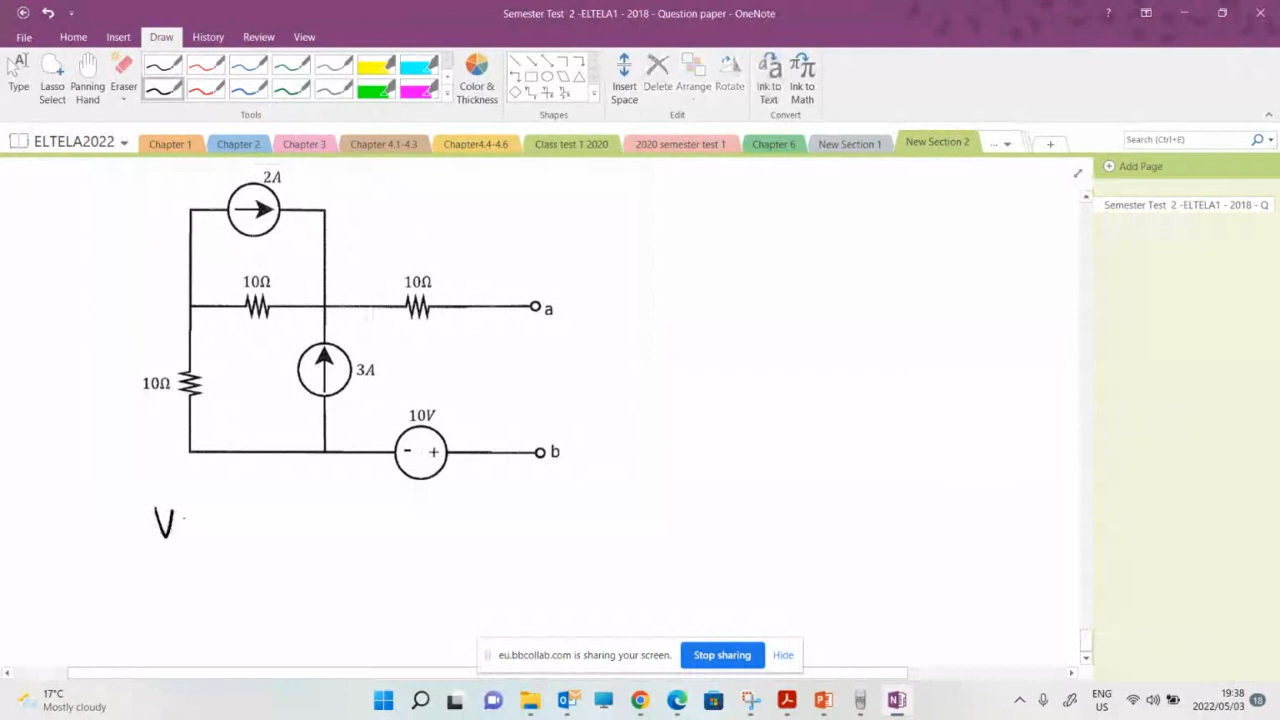 Semester Test 2 -ELTELA1 - 2018 - Question paper - OneNote
?
File Home Insert Draw History Review View
Type
Lasso Select
Panning Hand
Eraser
Color & Thickness
Insert Space
Delete
Arrange
Rotate
Ink to Text
Ink to Math
Tools
Shapes
Edit
Convert
ELTELA2022
Chapter 1
Chapter 2
Chapter 3
Chapter 4.1-4.3
Chapter4.4-4.6
Class test 1 2020
2020 semester test 1
Chapter 6
New Section 1
New Section 2
...
Search (Ctrl+E)
Add Page
Semester Test 2 -ELTELA1 - 2018 - Q
2A
10Ω
10Ω
a
10Ω
3A
10V
- +
b
V
eu.bbcollab.com is sharing your screen.
Stop sharing
Hide
17°C
Mostly cloudy
ENG
US
19:38
2022/05/03
18